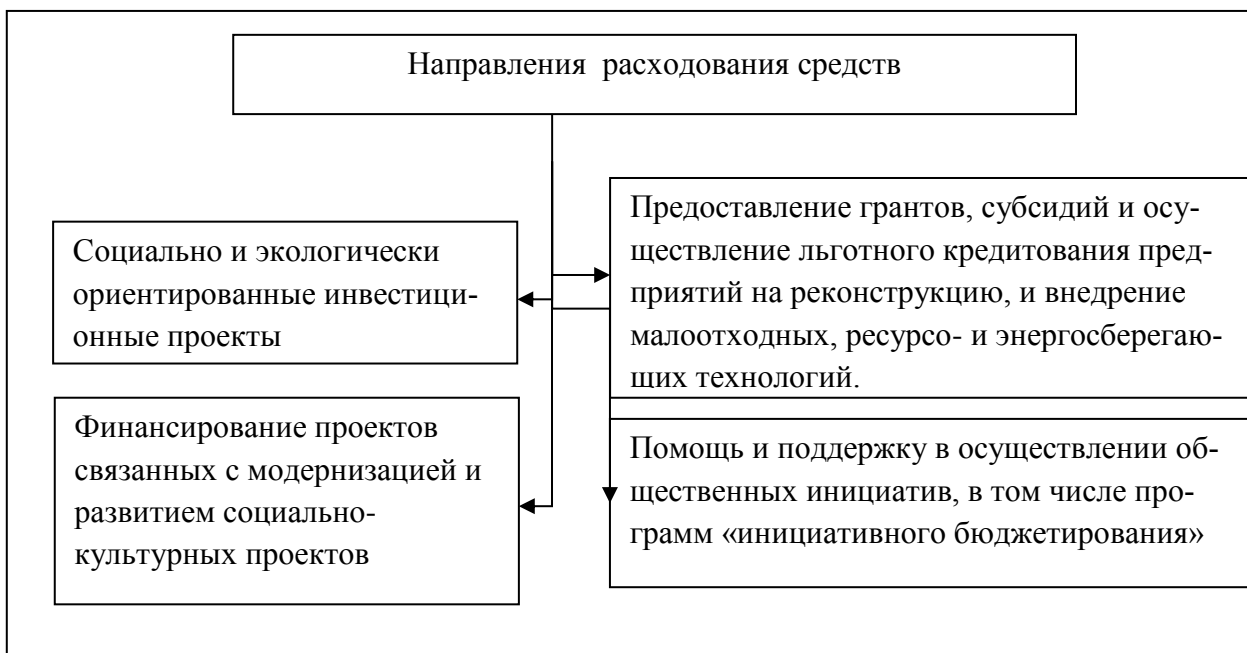 Направления расходования средств
Социально и экологически
ориентированные инвестици-
онные проекты
Предоставление грантов, субсидий и осу-
ществление льготного кредитования пред-
приятий на реконструкцию, и внедрение
малоотходных, ресурсо- и энергосберегаю-
щих технологий.
Финансирование проектов
связанных с модернизацией и
развитием социально-
культурных проектов
Помощь и поддержку в осуществлении об-
щественных инициатив, в том числе про-
грамм «инициативного бюджетирования»